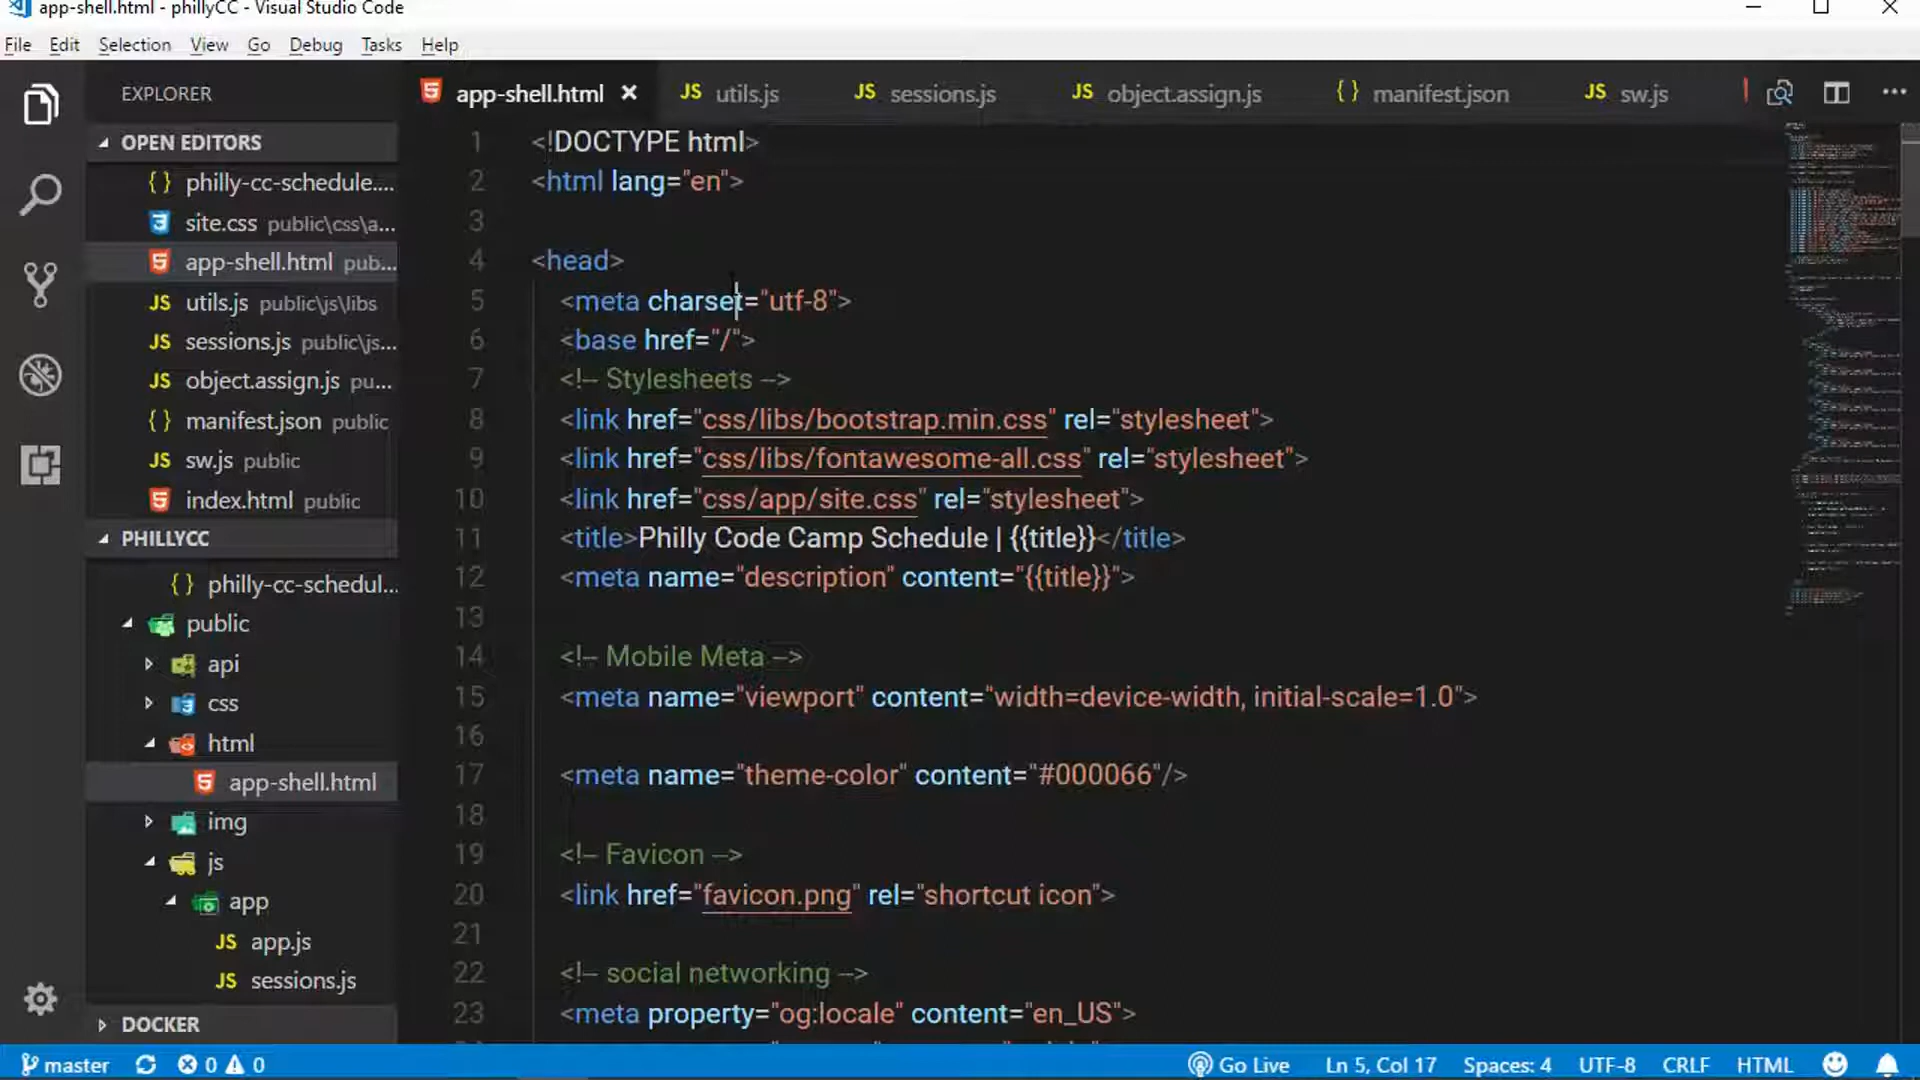 app-shell.html - phillyCC - Visual Studio Code
File Edit Selection View Go Debug Tasks Help
EXPLORER
app-shell.html
JS utils.js
JS sessions.js
JS object.assign.js
{ } manifest.json
JS sw.js
OPEN EDITORS
{ } philly-cc-schedule....
site.css public\css\a...
app-shell.html pub...
JS utils.js public\js\libs
JS sessions.js public\js...
JS object.assign.js pu...
{ } manifest.json public
JS sw.js public
index.html public
PHILLYCC
{ } philly-cc-schedul...
public
api
css
html
app-shell.html
img
js
app
JS app.js
JS sessions.js
DOCKER
1 <!DOCTYPE html>
2 <html lang="en">
3
4 <head>
5 <meta charset="utf-8">
6 <base href="/">
7 <!-- Stylesheets -->
8 <link href="css/libs/bootstrap.min.css" rel="stylesheet">
9 <link href="css/libs/fontawesome-all.css" rel="stylesheet">
10 <link href="css/app/site.css" rel="stylesheet">
11 <title>Philly Code Camp Schedule | {{title}}</title>
12 <meta name="description" content="{{title}}">
13
14 <!-- Mobile Meta -->
15 <meta name="viewport" content="width=device-width, initial-scale=1.0">
16
17 <meta name="theme-color" content="#000066"/>
18
19 <!-- Favicon -->
20 <link href="favicon.png" rel="shortcut icon">
21
22 <!-- social networking -->
23 <meta property="og:locale" content="en_US">
master 0 0 Go Live Ln 5, Col 17 Spaces: 4 UTF-8 CRLF HTML